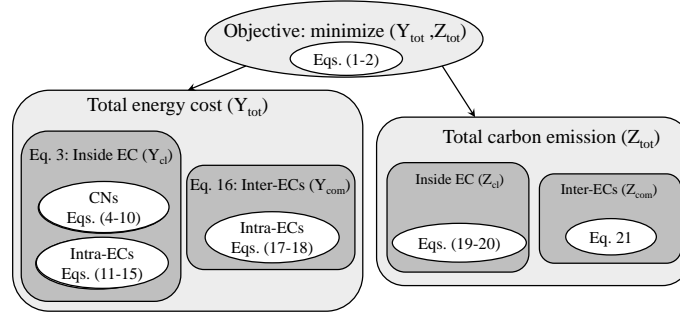 Objective: minimize (Y_tot ,Z_tot)
Eqs. (1-2)
Total energy cost (Y_tot)
Eq. 3: Inside EC (Y_cl)
CNs
Eqs. (4-10)
Intra-ECs
Eqs. (11-15)
Eq. 16: Inter-ECs (Y_com)
Intra-ECs
Eqs. (17-18)
Total carbon emission (Z_tot)
Inside EC (Z_cl)
Eqs. (19-20)
Inter-ECs (Z_com)
Eq. 21